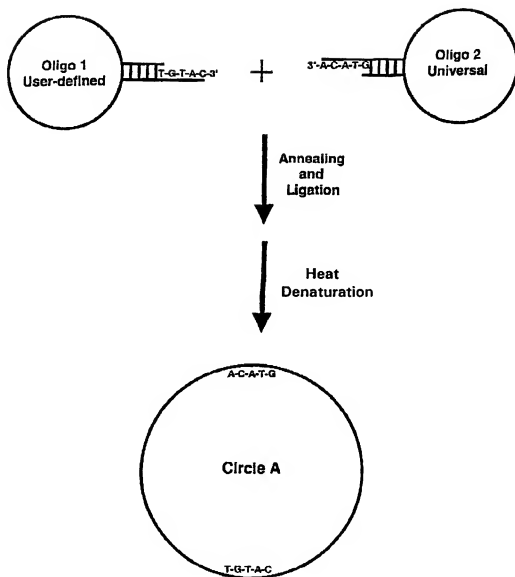 Oligo 1
User-defined
T-G-T-A-C-3'
+
3'-A-C-A-T-G
Oligo 2
Universal
Annealing
and
Ligation
Heat
Denaturation
A-C-A-T-G
Circle A
T-G-T-A-C